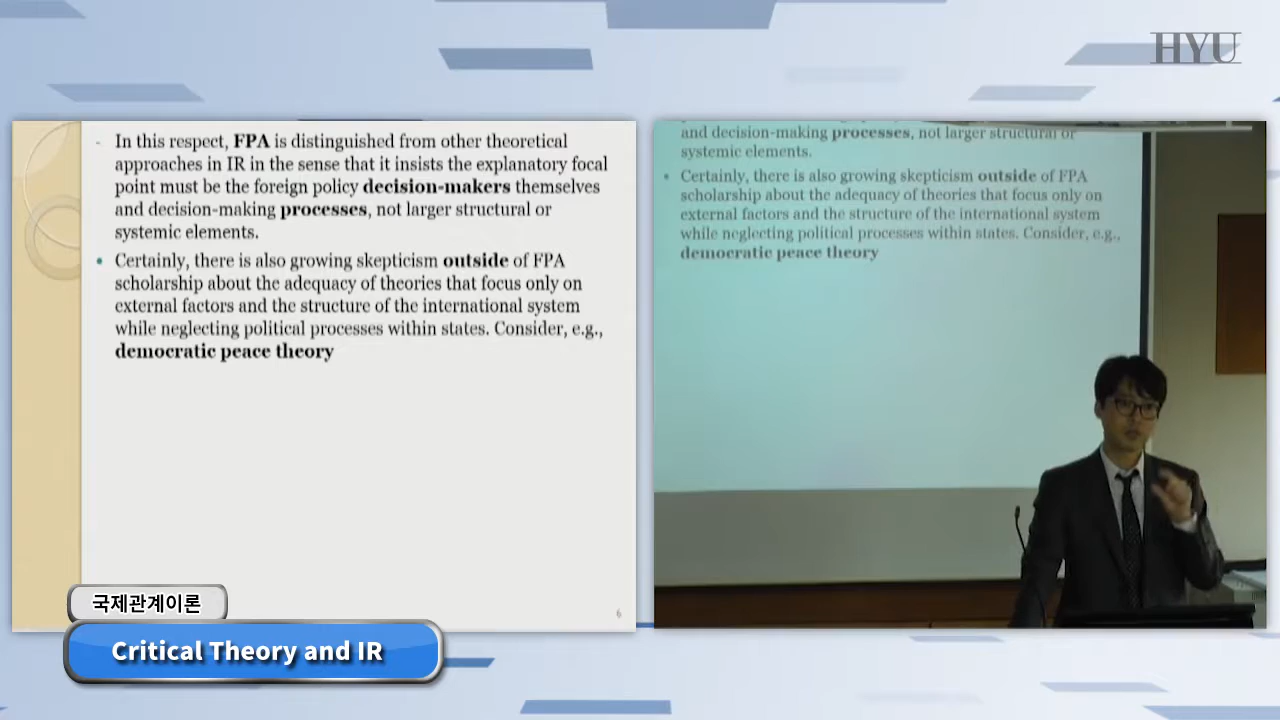 HYU
- In this respect, FPA is distinguished from other theoretical
approaches in IR in the sense that it insists the explanatory focal
point must be the foreign policy decision-makers themselves
and decision-making processes, not larger structural or
systemic elements.
• Certainly, there is also growing skepticism outside of FPA
scholarship about the adequacy of theories that focus only on
external factors and the structure of the international system
while neglecting political processes within states. Consider, e.g.,
democratic peace theory
6
and decision-making processes, not larger structural or
systemic elements.
• Certainly, there is also growing skepticism outside of FPA
scholarship about the adequacy of theories that focus only on
external factors and the structure of the international system
while neglecting political processes within states. Consider, e.g.,
democratic peace theory
국제관계이론
Critical Theory and IR